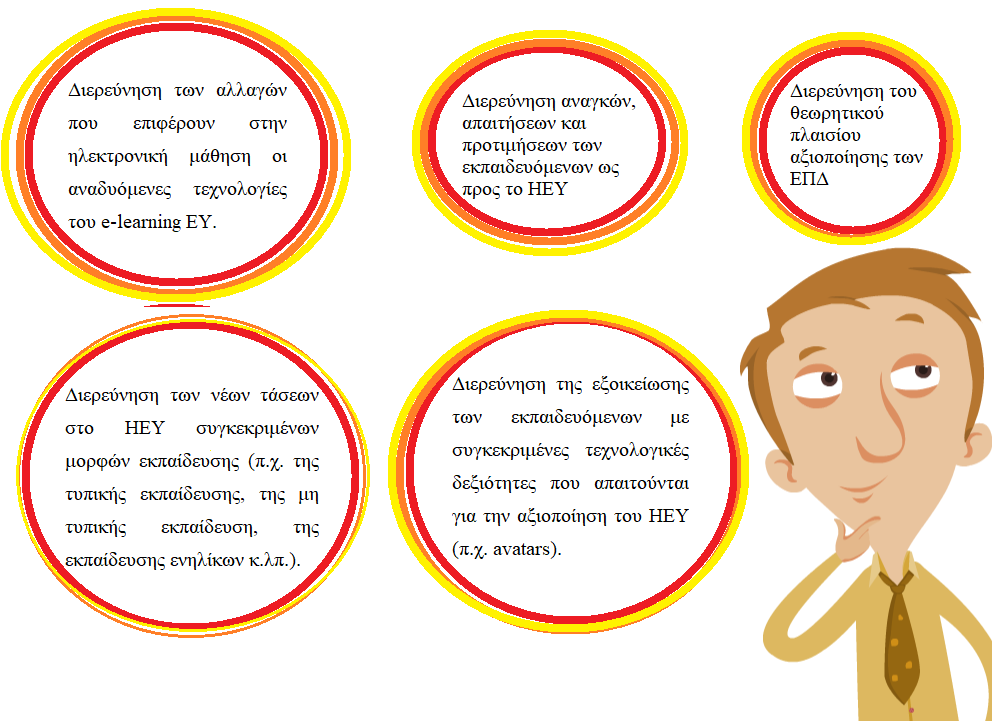 Διερεύνηση των αλλαγών
που επιφέρουν στην
ηλεκτρονική μάθηση οι
αναδυόμενες τεχνολογίες
του e-learning ΕΥ.
Διερεύνηση αναγκών,
απαιτήσεων και
προτιμήσεων των
εκπαιδευόμενων ως
προς το ΗΕΥ
Διερεύνηση του
θεωρητικού
πλαισίου
αξιοποίησης των
ΕΠΔ
Διερεύνηση των νέων τάσεων
στο ΗΕΥ συγκεκριμένων
μορφών εκπαίδευσης (π.χ. της
τυπικής εκπαίδευσης, της μη
τυπικής εκπαίδευση, της
εκπαίδευσης ενηλίκων κ.λπ.).
Διερεύνηση της εξοικείωσης
των εκπαιδευόμενων με
συγκεκριμένες τεχνολογικές
δεξιότητες που απαιτούνται
για την αξιοποίηση του ΗΕΥ
(π.χ. avatars).